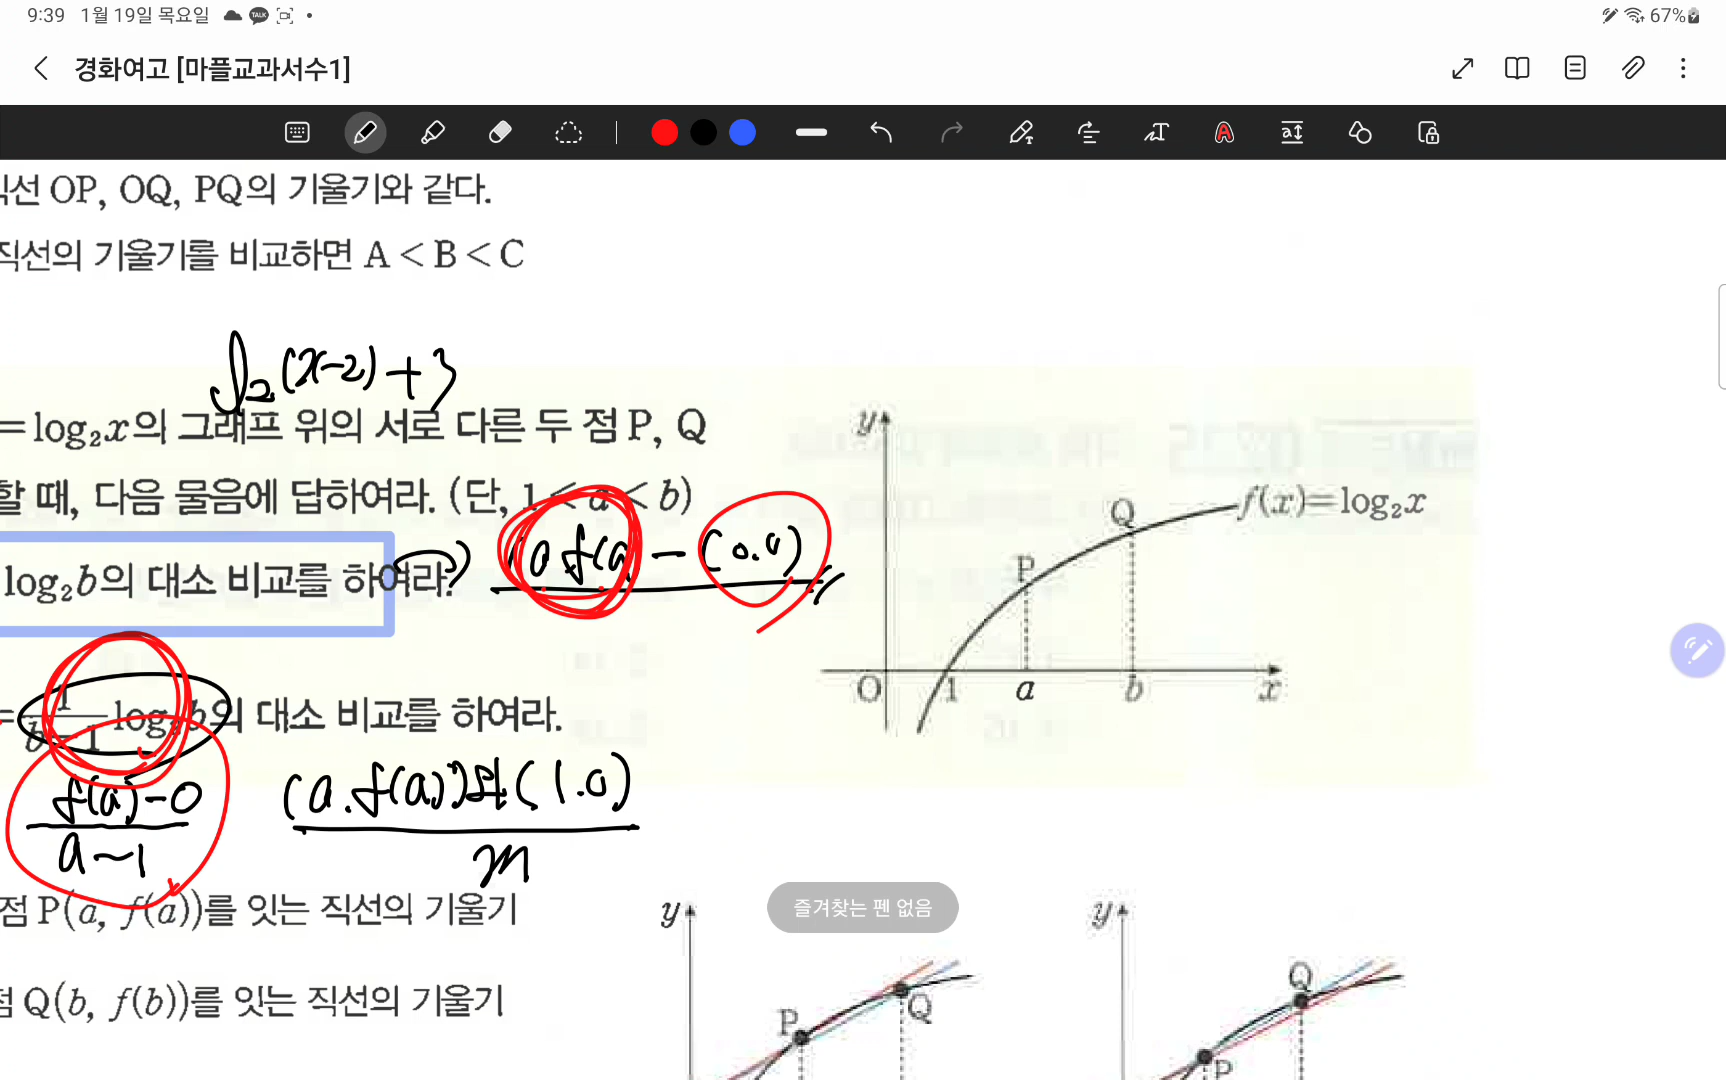 9:39 1월 19일 목요일 TALK 67%
경화여고 [마플교과서수1]
직선 OP, OQ, PQ의 기울기와 같다.
직선의 기울기를 비교하면 A < B < C
(x-2)+3
=log₂x의 그래프 위의 서로 다른 두 점 P, Q
할 때, 다음 물음에 답하여라. (단, 1 < a < b)
log₂b의 대소 비교를 하여라.
(a f(a) - (0.0)
y
f(x)=log₂x
Q
P
O 1 a b x
= 1/(b-1) log₂b의 대소 비교를 하여라.
f(a)-0
a-1
(a.f(a))와 (1.0)
m
점 P(a, f(a))를 잇는 직선의 기울기
점 Q(b, f(b))를 잇는 직선의 기울기
즐겨찾는 펜 없음
y
P
Q
y
Q
P